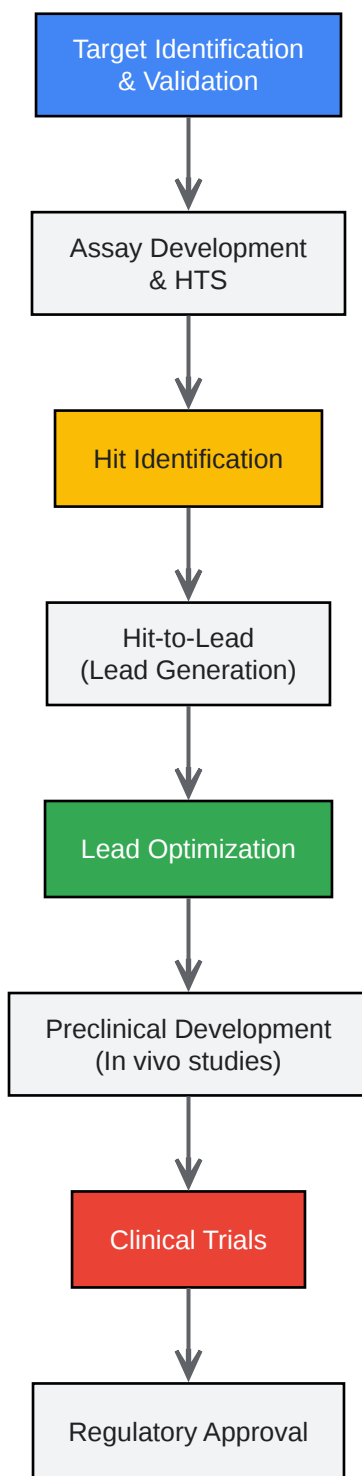 Target Identification
& Validation
Assay Development
& HTS
Hit Identification
Hit-to-Lead
(Lead Generation)
Lead Optimization
Preclinical Development
(In vivo studies)
Clinical Trials
Regulatory Approval